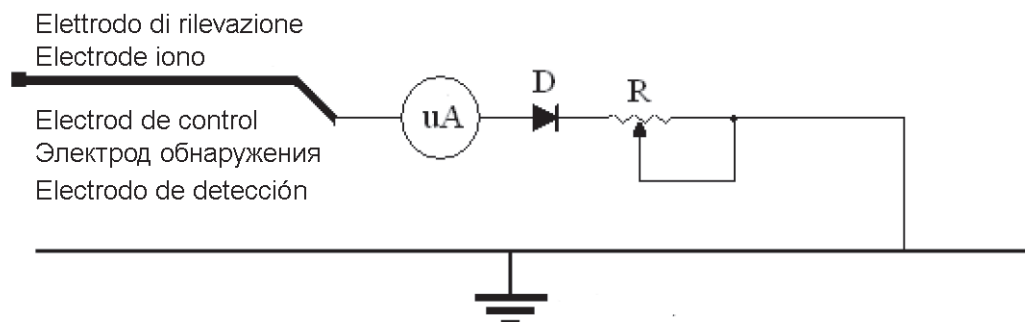 Elettrodo di rilevazione
Electrode iono
Electrod de control
Электрод обнаружения
Electrodo de detección
uA
D
R